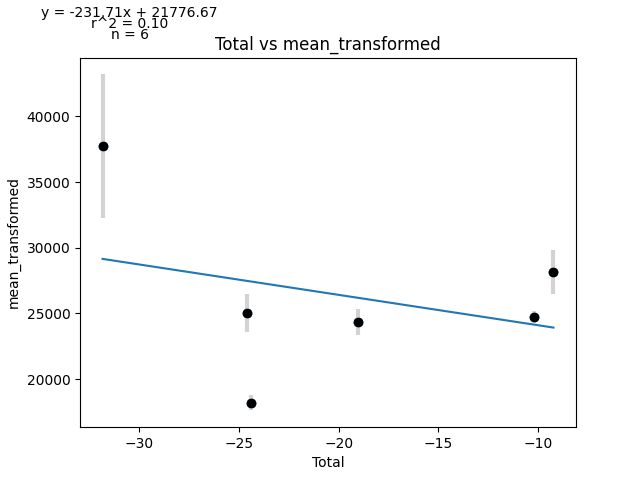 y = -231.71x + 21776.67
r^2 = 0.10
n = 6
Total vs mean_transformed
mean_transformed
40000
35000
30000
25000
20000
−30
−25
−20
−15
−10
Total